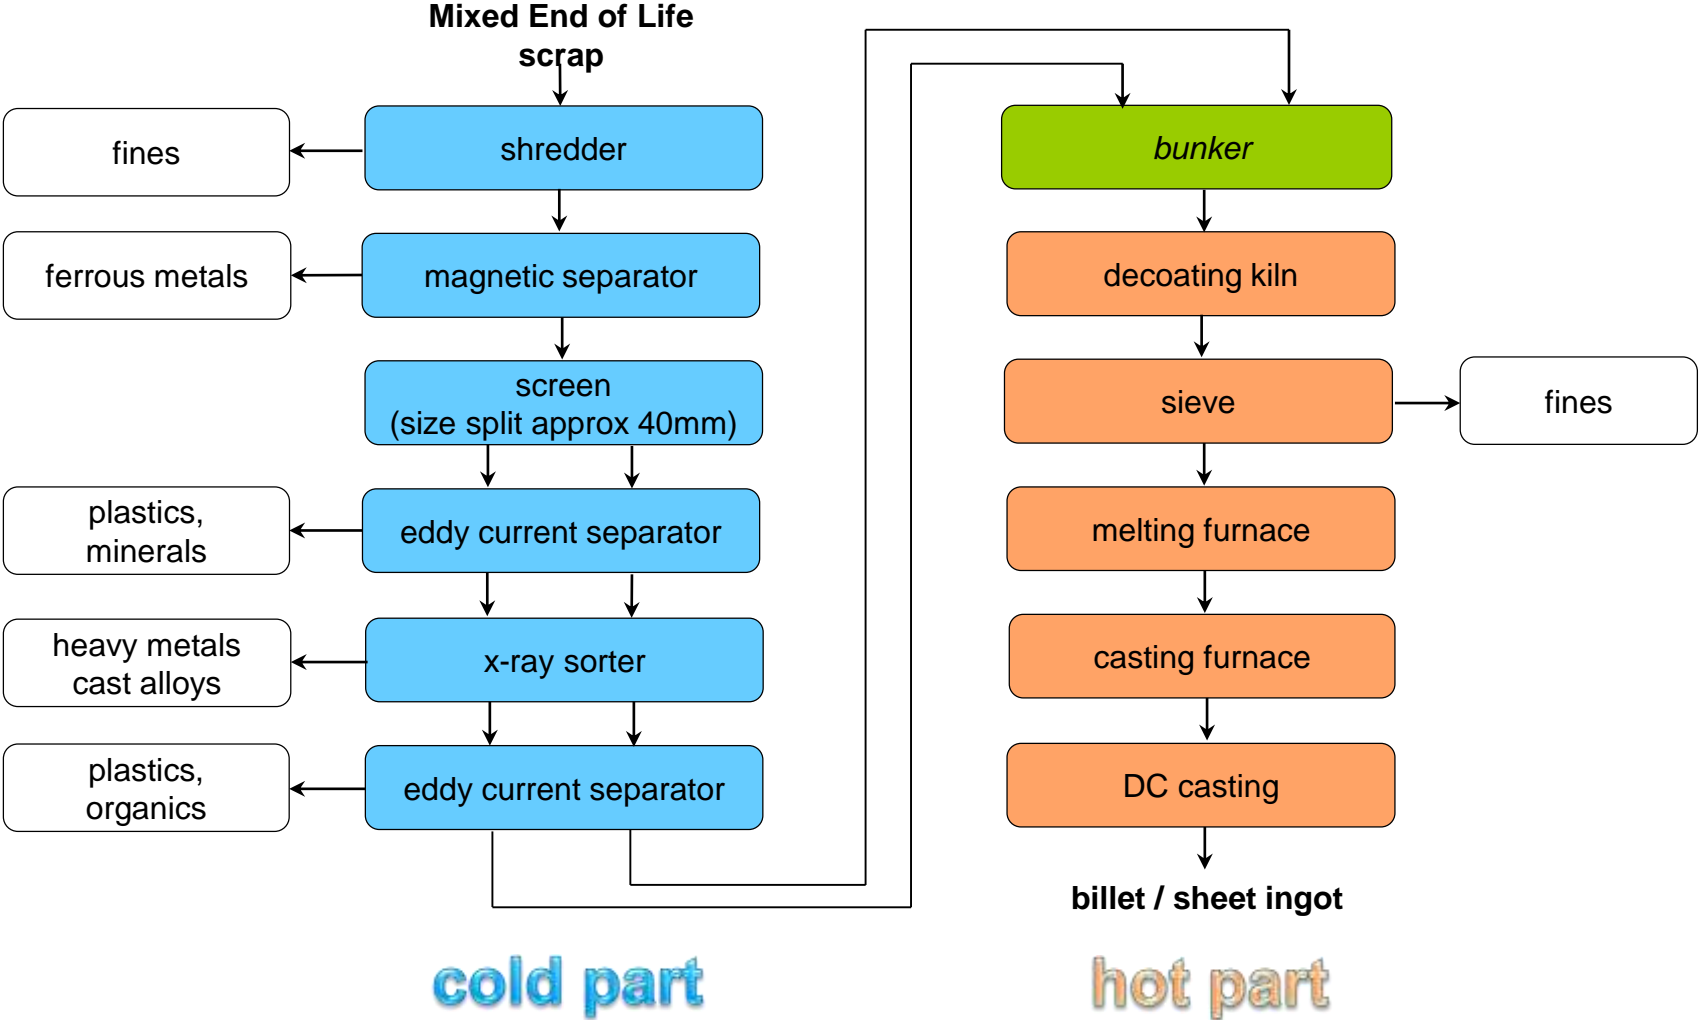 Mixed End of Life
scrap
fines
shredder
ferrous metals
magnetic separator
screen
(size split approx 40mm)
plastics,
minerals
eddy current separator
heavy metals
cast alloys
x-ray sorter
plastics,
organics
eddy current separator
cold part
bunker
decoating kiln
sieve
fines
melting furnace
casting furnace
DC casting
billet / sheet ingot
hot part